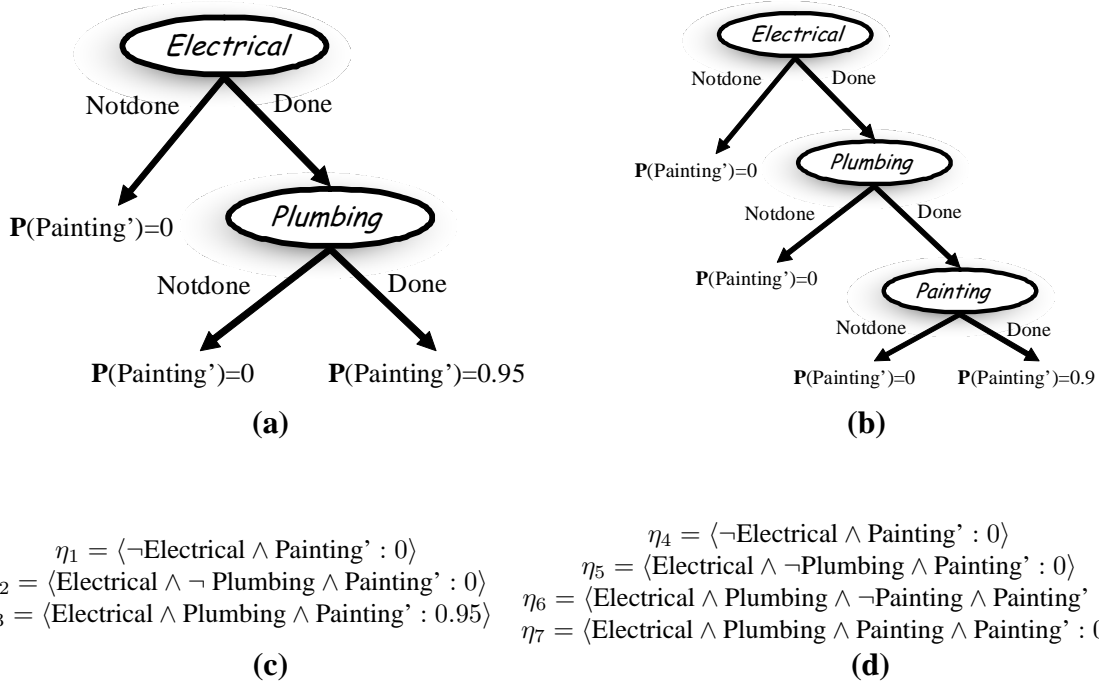 Electrical
Notdone Done
P(Painting’)=0
Plumbing
Notdone Done
P(Painting’)=0 P(Painting’)=0.95
(a)
Electrical
Notdone Done
P(Painting’)=0
Plumbing
Notdone Done
P(Painting’)=0
Painting
Notdone Done
P(Painting’)=0 P(Painting’)=0.9
(b)
η1 = ⟨¬Electrical ∧ Painting’ : 0⟩
2 = ⟨Electrical ∧ ¬ Plumbing ∧ Painting’ : 0⟩
3 = ⟨Electrical ∧ Plumbing ∧ Painting’ : 0.95⟩
(c)
η4 = ⟨¬Electrical ∧ Painting’ : 0⟩
η5 = ⟨Electrical ∧ ¬Plumbing ∧ Painting’ : 0⟩
η6 = ⟨Electrical ∧ Plumbing ∧ ¬Painting ∧ Painting’
η7 = ⟨Electrical ∧ Plumbing ∧ Painting ∧ Painting’ : 0
(d)